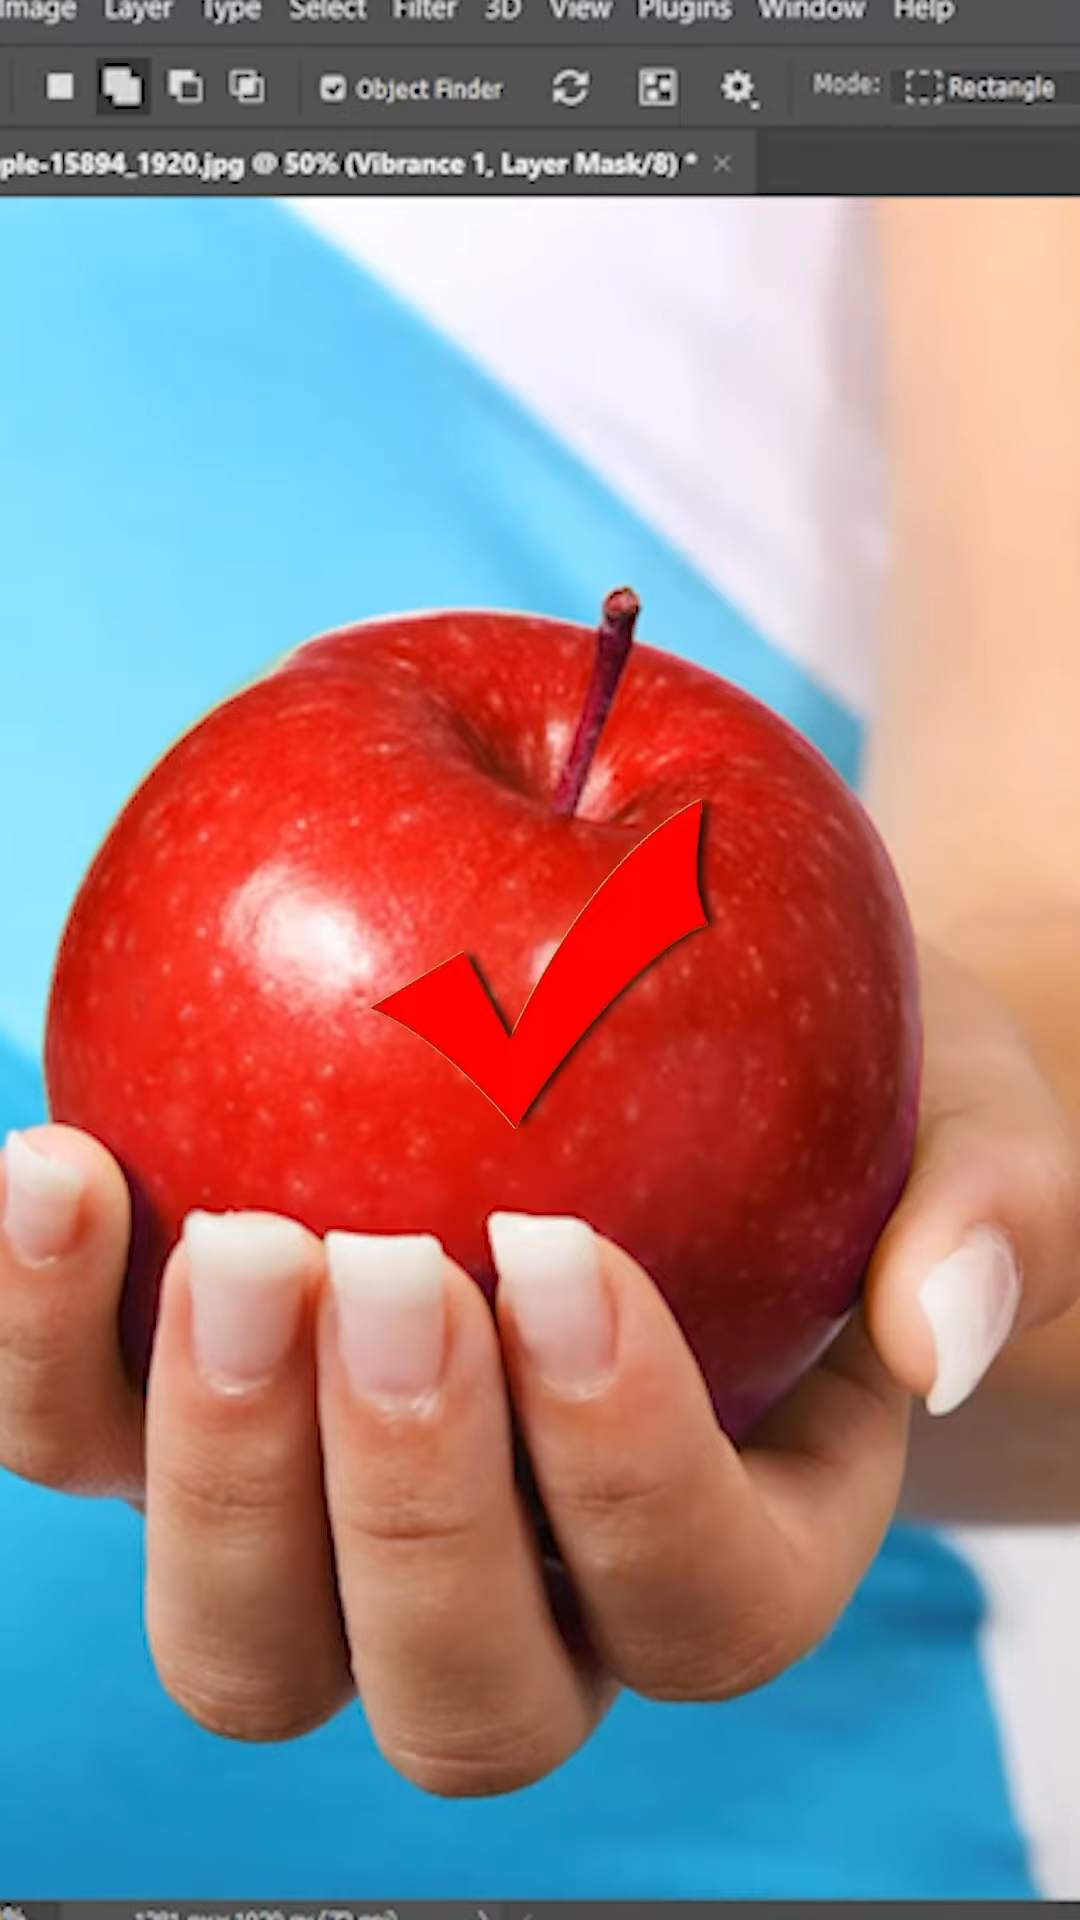 Image Layer Type Select Filter 3D View Plugins Window Help
Object Finder Mode: Rectangle
ple-15894_1920.jpg @ 50% (Vibrance 1, Layer Mask/8) *